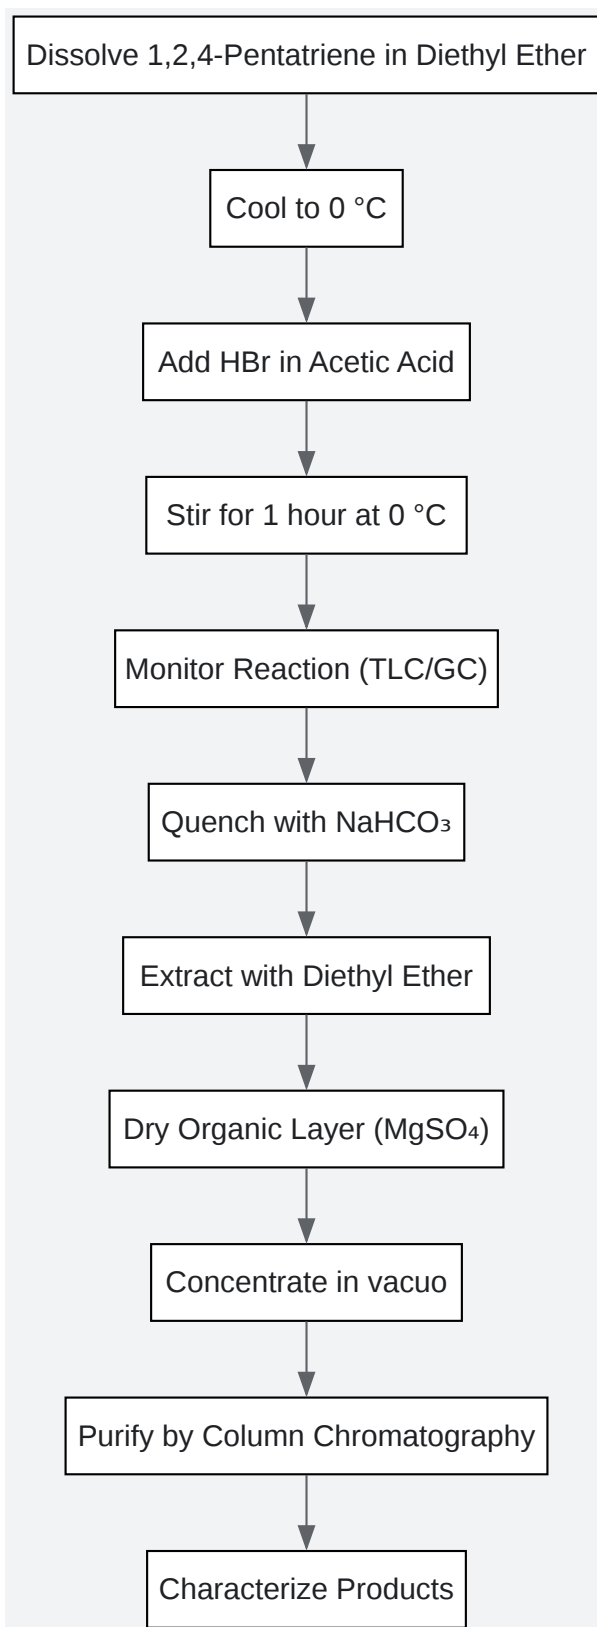 Dissolve 1,2,4-Pentatriene in Diethyl Ether
Cool to 0 °C
Add HBr in Acetic Acid
Stir for 1 hour at 0 °C
Monitor Reaction (TLC/GC)
Quench with NaHCO₃
Extract with Diethyl Ether
Dry Organic Layer (MgSO₄)
Concentrate in vacuo
Purify by Column Chromatography
Characterize Products